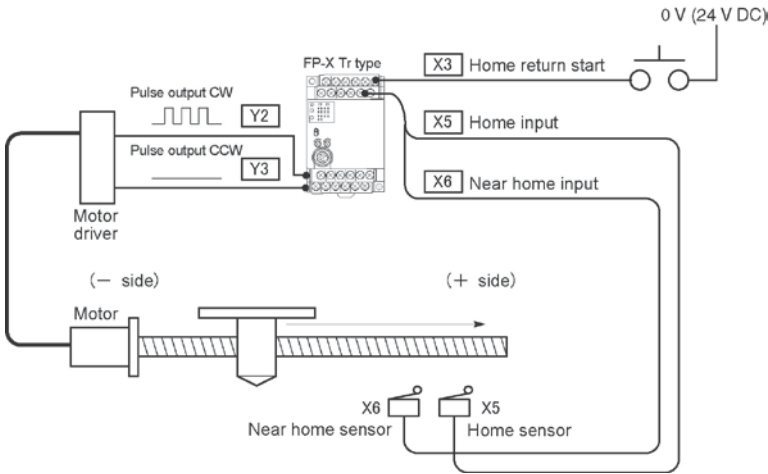 0 V (24 V DC)
FP-X Tr type
X3 Home return start
Pulse output CW
Y2
X5 Home input
Pulse output CCW
Y3
X6 Near home input
Motor
driver
(− side)
(+ side)
Motor
X6
X5
Near home sensor
Home sensor